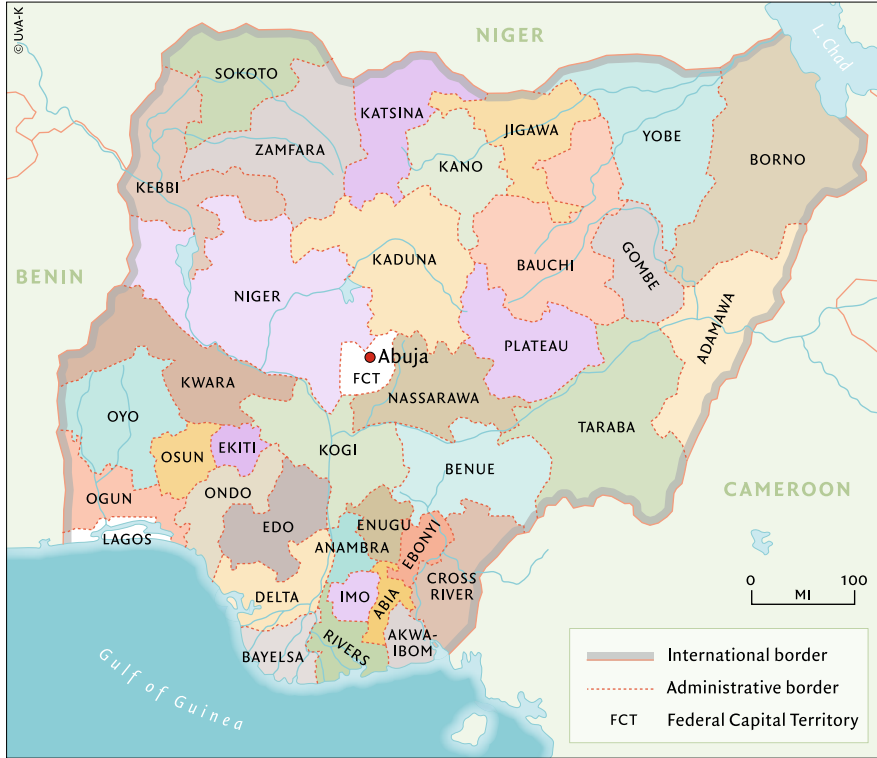 © UvA-K
NIGER
L. Chad
SOKOTO
KATSINA
JIGAWA
YOBE
ZAMFARA
KANO
BORNO
KEBBI
KADUNA
BAUCHI
GOMBE
BENIN
NIGER
ADAMAWA
PLATEAU
Abuja
FCT
KWARA
NASSARAWA
OYO
TARABA
EKITI
KOGI
OSUN
BENUE
OGUN
ONDO
CAMEROON
EDO
ENUGU
LAGOS
ANAMBRA
EBONYI
CROSS
RIVER
DELTA
IMO
ABIA
0 100
MI
AKWA-
IBOM
RIVERS
BAYELSA
Gulf of Guinea
International border
Administrative border
FCT Federal Capital Territory